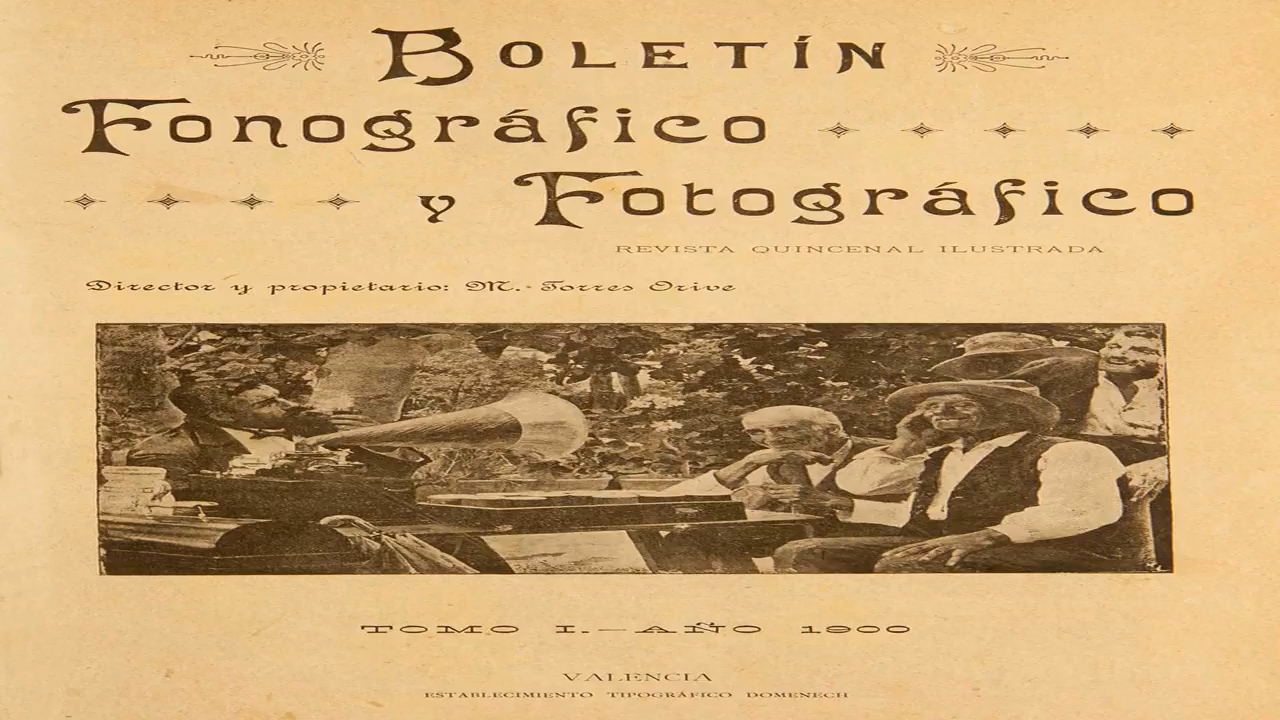 BOLETÍN
Fonográfico
y Fotográfico
REVISTA QUINCENAL ILUSTRADA
Director y propietario: M. Torres Orive
TOMO I.—AÑO 1900
VALENCIA
ESTABLECIMIENTO TIPOGRÁFICO DOMENECH